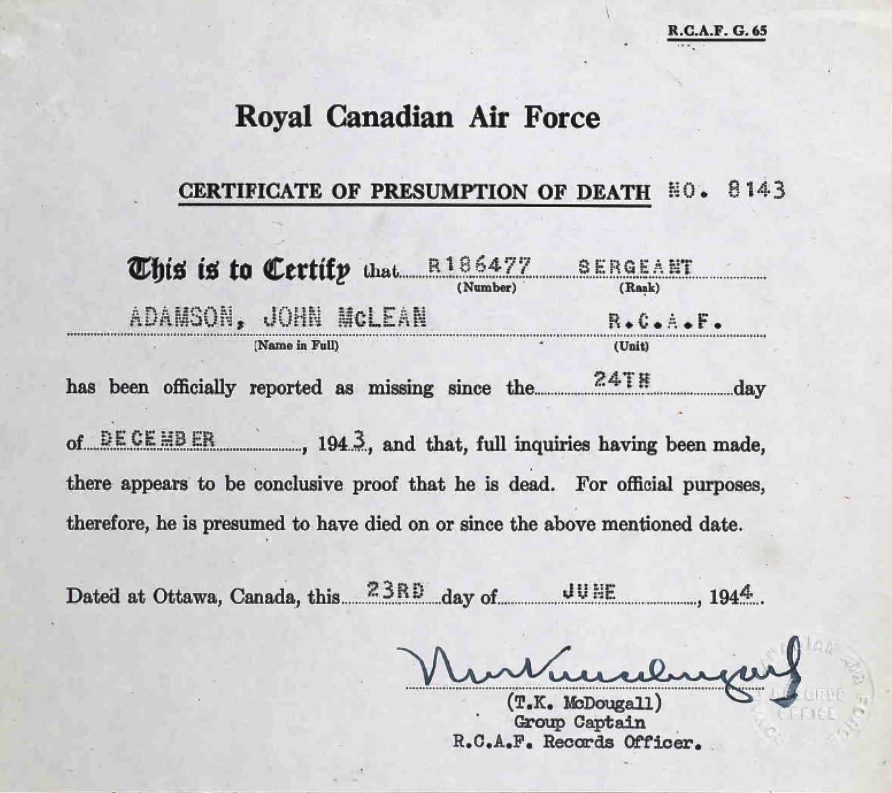 R.C.A.F. G. 65
Royal Canadian Air Force
CERTIFICATE OF PRESUMPTION OF DEATH NO. 8143
This is to Certify that R186477 SERGEANT
(Number) (Rank)
ADAMSON, JOHN McLEAN R.C.A.F.
(Name in Full) (Unit)
has been officially reported as missing since the 24TH day
of DECEMBER, 1943, and that, full inquiries having been made,
there appears to be conclusive proof that he is dead. For official purposes,
therefore, he is presumed to have died on or since the above mentioned date.
Dated at Ottawa, Canada, this 23RD day of JUNE, 1944.
(T.K. McDougall)
Group Captain
R.C.A.F. Records Officer.
RECORDS
OFFICE